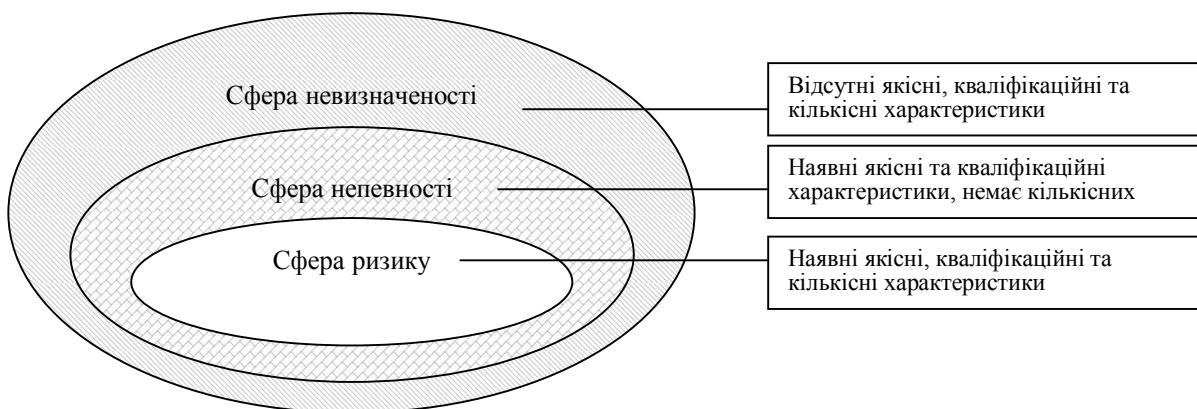 Сфера невизначеності
Відсутні якісні, кваліфікаційні та
кількісні характеристики
Сфера непевності
Наявні якісні та кваліфікаційні
характеристики, немає кількісних
Сфера ризику
Наявні якісні, кваліфікаційні та
кількісні характеристики